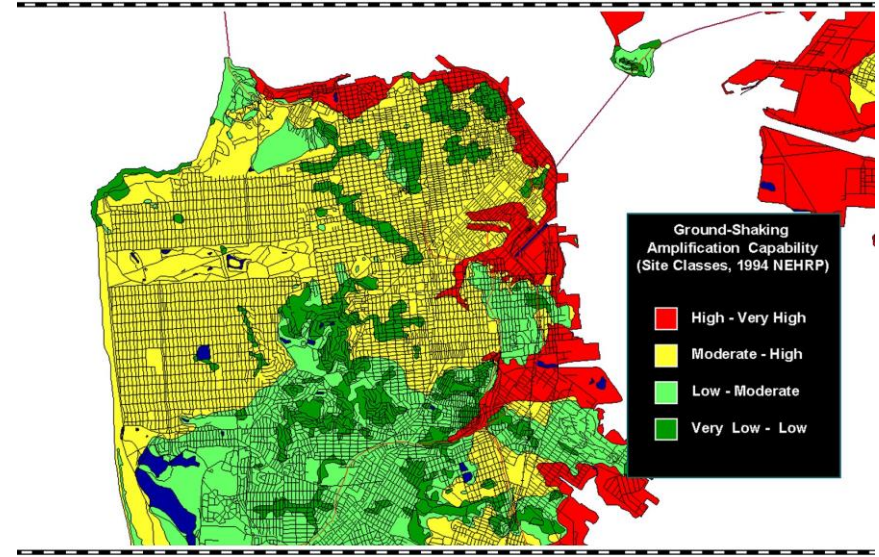 Ground-Shaking
Amplification Capability
(Site Classes, 1994 NEHRP)
High - Very High
Moderate - High
Low - Moderate
Very Low - Low